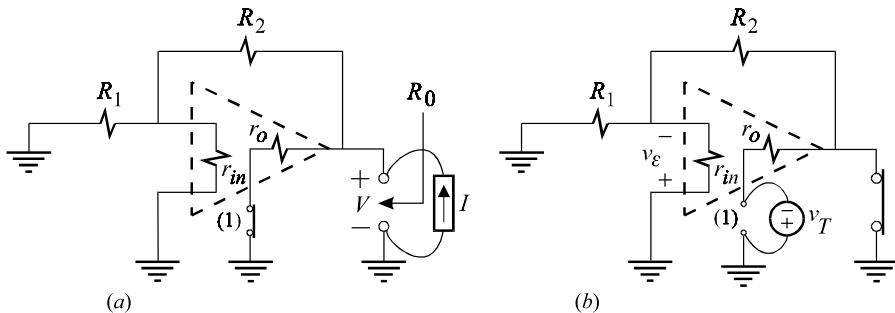 R2
R1
ro
rin
(1)
+
V
−
R0
I
(a)
R2
R1
−
vε
+
ro
rin
(1)
−
+
vT
(b)